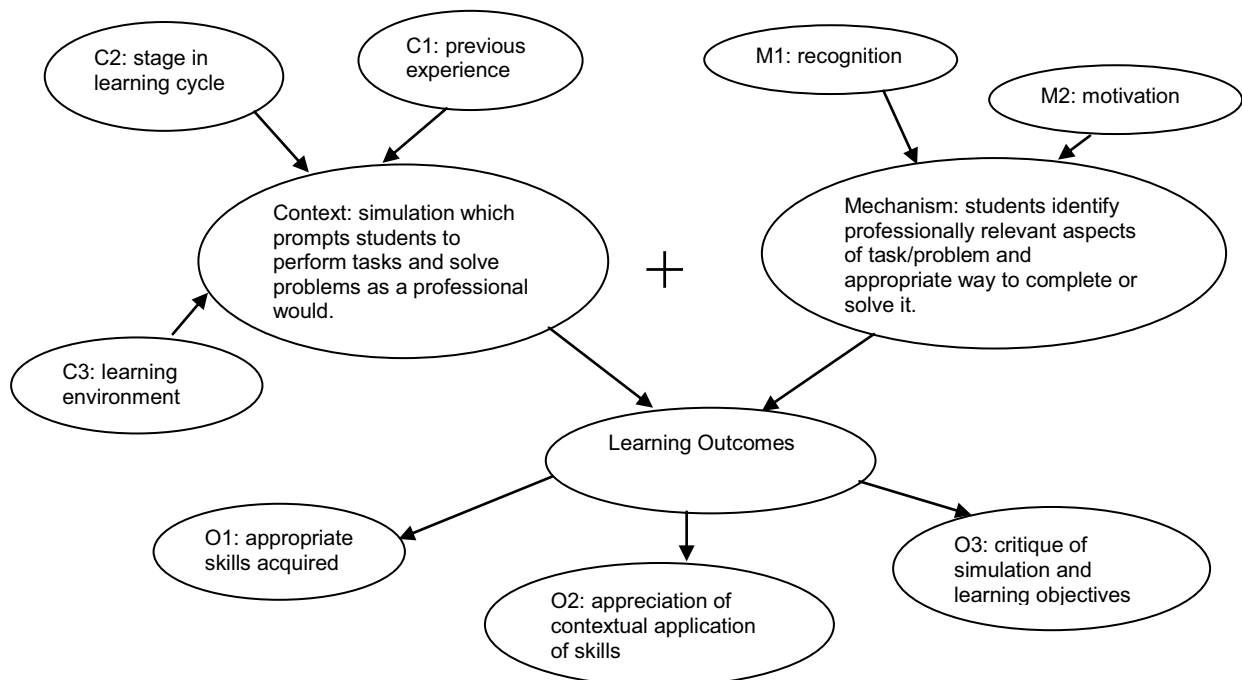 C2: stage in
learning cycle
C1: previous
experience
M1: recognition
M2: motivation
Context: simulation which
prompts students to
perform tasks and solve
problems as a professional
would.
+
Mechanism: students identify
professionally relevant aspects
of task/problem and
appropriate way to complete or
solve it.
C3: learning
environment
Learning Outcomes
O1: appropriate
skills acquired
O2: appreciation of
contextual application
of skills
O3: critique of
simulation and
learning objectives